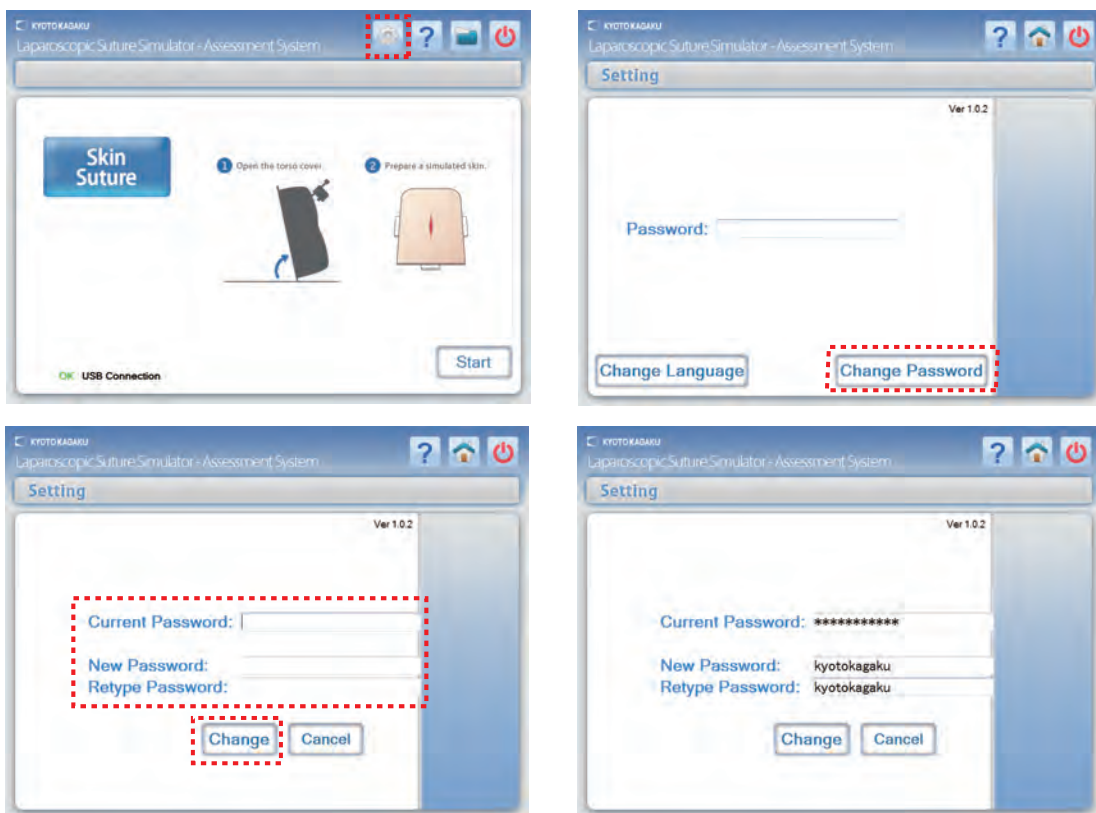 KYOTO KAGAKU
Laparoscopic Suture Simulator - Assessment System
?
Skin
Suture
1 Open the torso cover.
2 Prepare a simulated skin.
OK USB Connection
Start
KYOTO KAGAKU
Laparoscopic Suture Simulator - Assessment System
?
Setting
Ver 1.0.2
Password:
Change Language
Change Password
KYOTO KAGAKU
Laparoscopic Suture Simulator - Assessment System
?
Setting
Ver 1.0.2
Current Password:
New Password:
Retype Password:
Change
Cancel
KYOTO KAGAKU
Laparoscopic Suture Simulator - Assessment System
?
Setting
Ver 1.0.2
Current Password: ***********
New Password: kyotokagaku
Retype Password: kyotokagaku
Change
Cancel